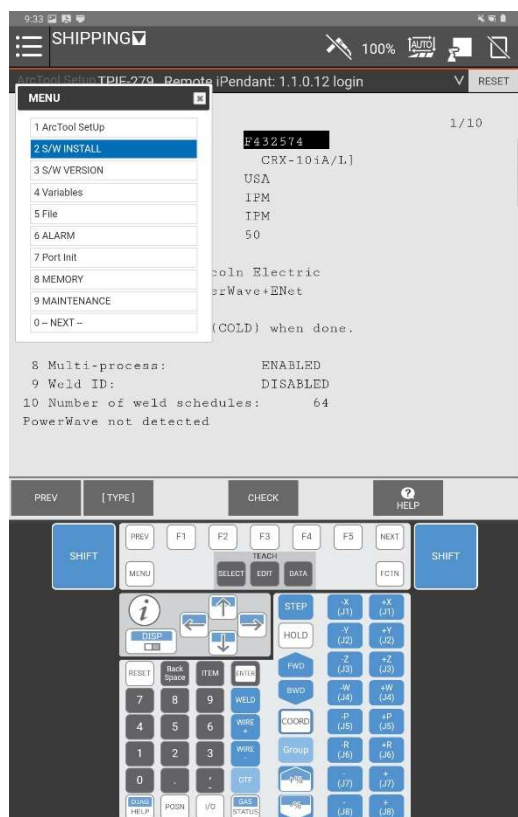 9:33
SHIPPING
100%
AUTO
ArcTool Setup TPIF-279 Remote iPendant: 1.1.0.12 login
RESET
MENU
1/10
1 ArcTool SetUp
F432574
2 S/W INSTALL
CRX-10iA/L]
3 S/W VERSION
USA
4 Variables
IPM
5 File
IPM
6 ALARM
50
7 Port Init
8 MEMORY
coln Electric
9 MAINTENANCE
erWave+ENet
0 -- NEXT --
(COLD) when done.
8 Multi-process: ENABLED
9 Weld ID: DISABLED
10 Number of weld schedules: 64
PowerWave not detected
PREV [TYPE] CHECK ? HELP
SHIFT PREV F1 F2 F3 F4 F5 NEXT SHIFT
TEACH
MENU SELECT EDIT DATA FCTN
i STEP -X (J1) +X (J1)
DISP HOLD -Y (J2) +Y (J2)
RESET Back Space ITEM ENTER FWD -Z (J3) +Z (J3)
7 8 9 WELD BWD -W (J4) +W (J4)
4 5 6 WIRE + COORD -P (J5) +P (J5)
1 2 3 WIRE - Group -R (J6) +R (J6)
0 . OTF +% - (J7) + (J7)
DIAG HELP POSN I/O GAS STATUS -% - (J8) + (J8)